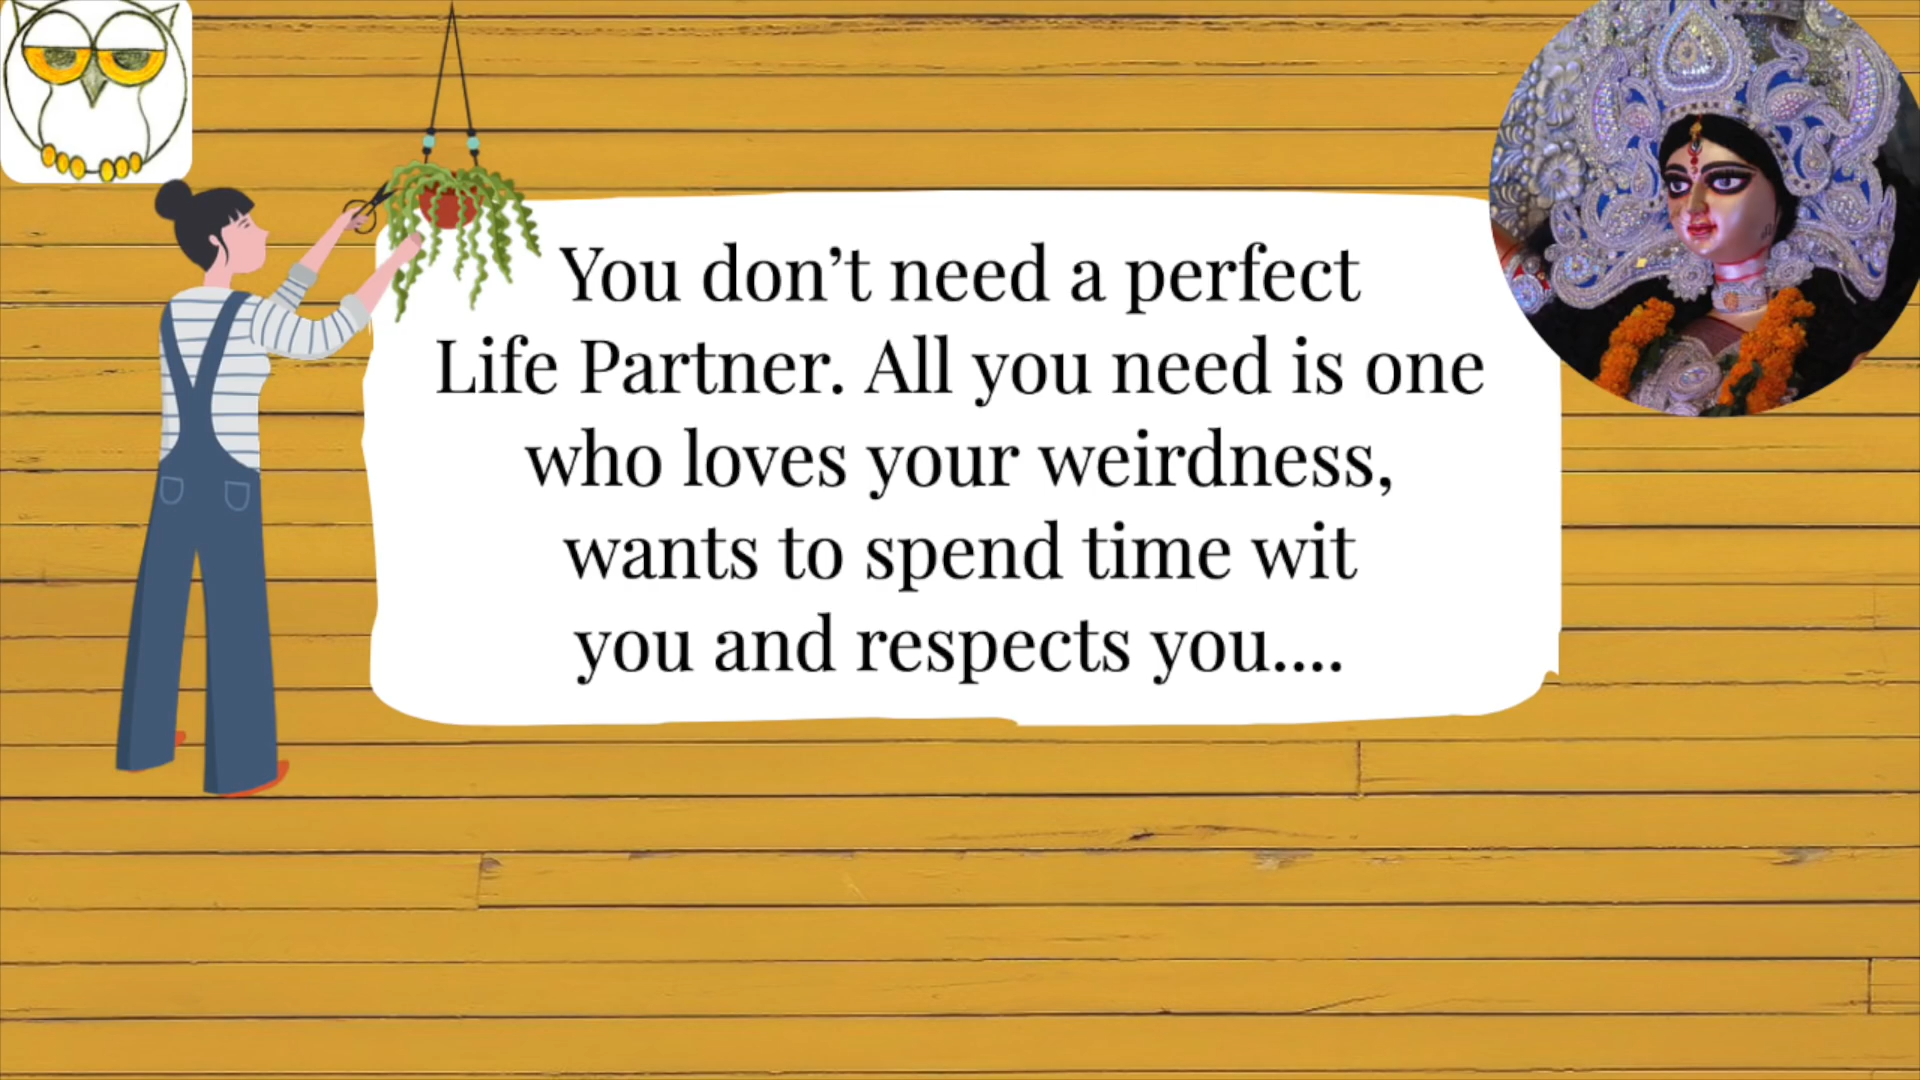 You don’t need a perfect
Life Partner. All you need is one
who loves your weirdness,
wants to spend time wit
you and respects you....